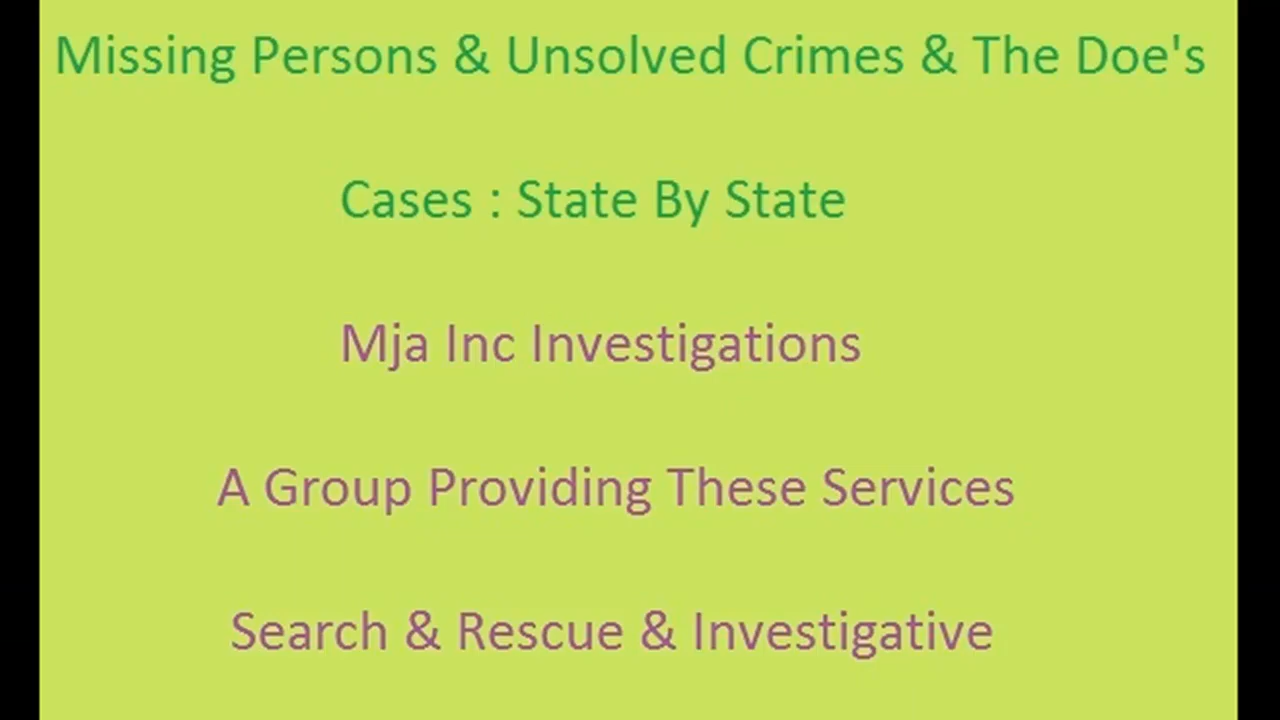 Missing Persons & Unsolved Crimes & The Doe's
Cases : State By State
Mja Inc Investigations
A Group Providing These Services
Search & Rescue & Investigative